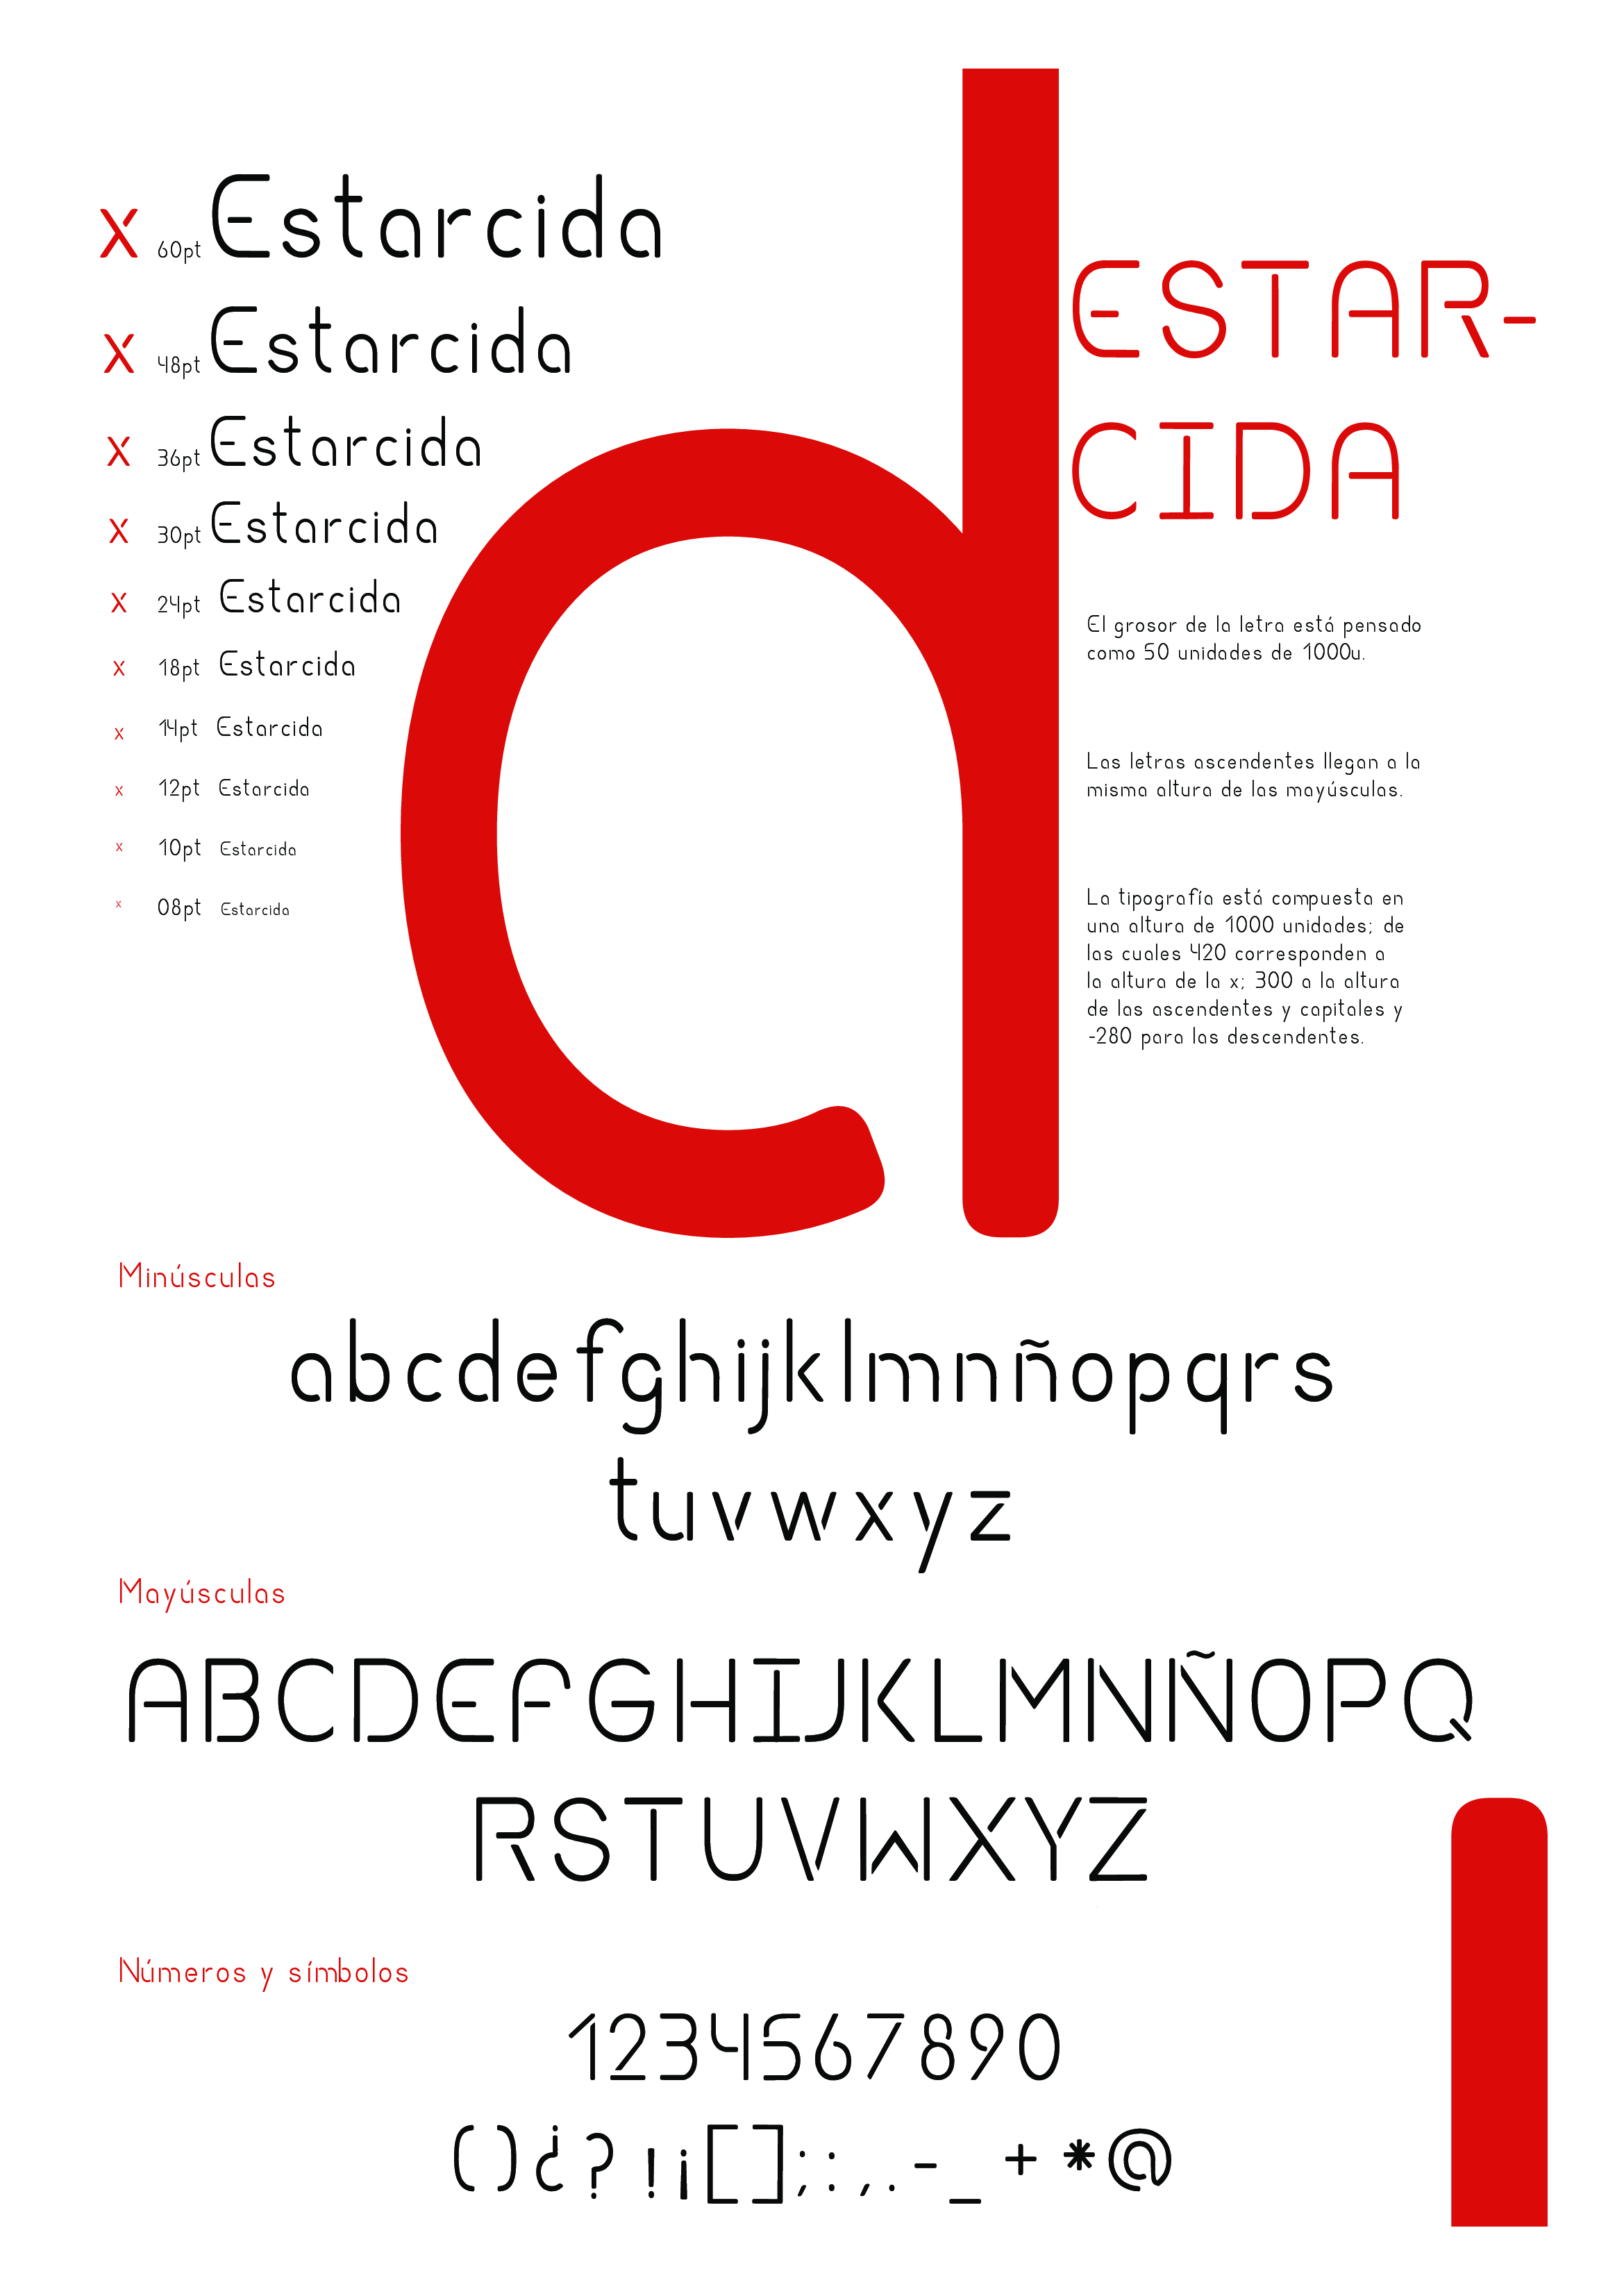 x 60pt Estarcida
x 48pt Estarcida
x 36pt Estarcida
x 30pt Estarcida
x 24pt Estarcida
x 18pt Estarcida
x 14pt Estarcida
x 12pt Estarcida
x 10pt Estarcida
x 08pt Estarcida
d
ESTAR-
CIDA
El grosor de la letra está pensado
como 50 unidades de 1000u.
Las letras ascendentes llegan a la
misma altura de las mayúsculas.
La tipografía está compuesta en
una altura de 1000 unidades; de
las cuales 420 corresponden a
la altura de la x; 300 a la altura
de las ascendentes y capitales y
-280 para las descendentes.
Minúsculas
abcdefghijklmnñopqrs
tuvwxyz
Mayúsculas
ABCDEFGHIJKLMNÑOPQ
RSTUVWXYZ
Números y símbolos
1234567890
()¿?!¡[];:,.-_+*@